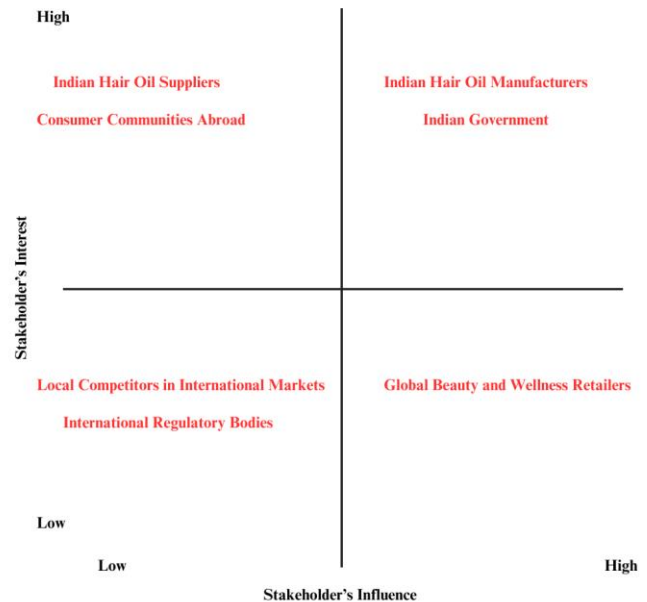 High
Indian Hair Oil Suppliers
Consumer Communities Abroad
Indian Hair Oil Manufacturers
Indian Government
Stakeholder's Interest
Local Competitors in International Markets
International Regulatory Bodies
Global Beauty and Wellness Retailers
Low
Low
High
Stakeholder's Influence